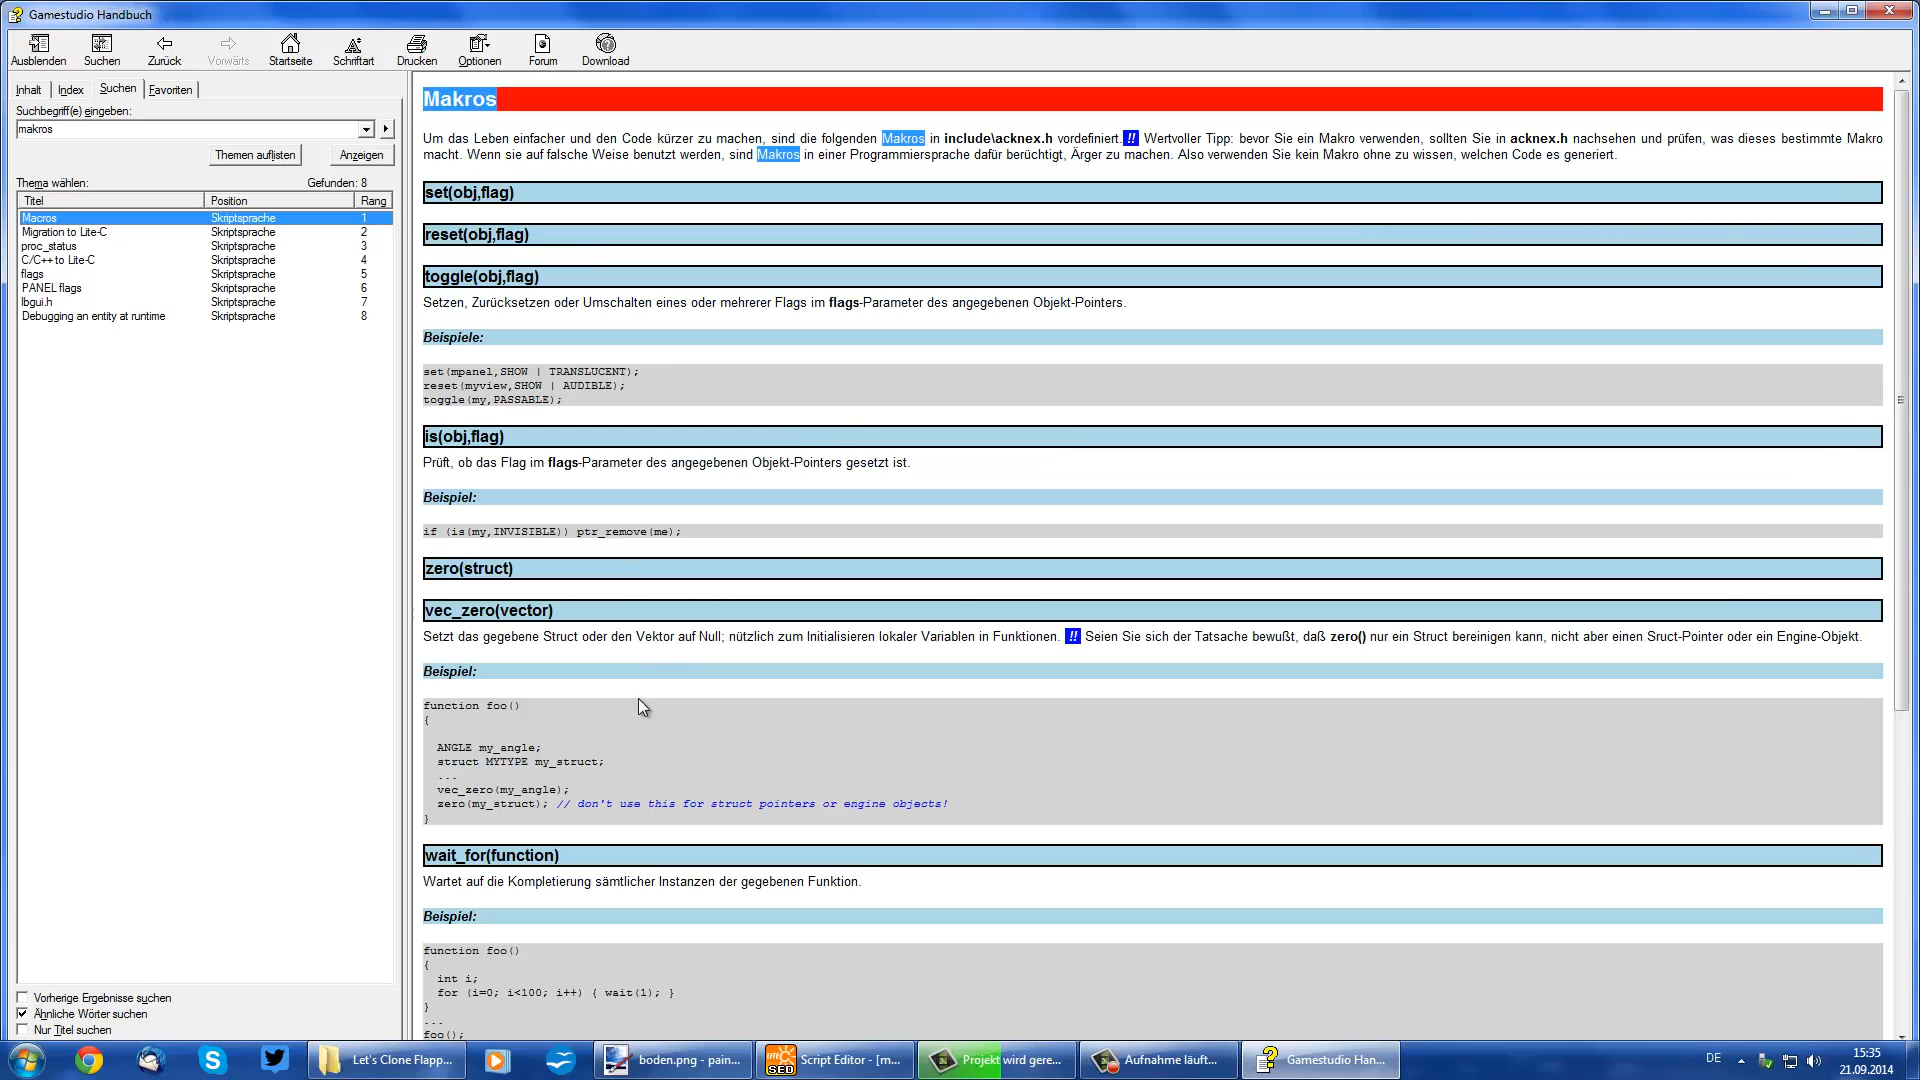 Gamestudio Handbuch
Ausblenden Suchen Zurück Vorwärts Startseite Schriftart Drucken Optionen Forum Download
Inhalt Index Suchen Favoriten
Suchbegriff(e) eingeben:
makros
Themen auflisten Anzeigen
Thema wählen: Gefunden: 8
Titel Position Rang
Macros Skriptsprache 1
Migration to Lite-C Skriptsprache 2
proc_status Skriptsprache 3
C/C++ to Lite-C Skriptsprache 4
flags Skriptsprache 5
PANEL flags Skriptsprache 6
lbgui.h Skriptsprache 7
Debugging an entity at runtime Skriptsprache 8
Vorherige Ergebnisse suchen
Ähnliche Wörter suchen
Nur Titel suchen
Makros
Um das Leben einfacher und den Code kürzer zu machen, sind die folgenden Makros in include\acknex.h vordefiniert. !! Wertvoller Tipp: bevor Sie ein Makro verwenden, sollten Sie in acknex.h nachsehen und prüfen, was dieses bestimmte Makro
macht. Wenn sie auf falsche Weise benutzt werden, sind Makros in einer Programmiersprache dafür berüchtigt, Ärger zu machen. Also verwenden Sie kein Makro ohne zu wissen, welchen Code es generiert.
set(obj,flag)
reset(obj,flag)
toggle(obj,flag)
Setzen, Zurücksetzen oder Umschalten eines oder mehrerer Flags im flags-Parameter des angegebenen Objekt-Pointers.
Beispiele:
set(mpanel,SHOW | TRANSLUCENT);
reset(myview,SHOW | AUDIBLE);
toggle(my,PASSABLE);
is(obj,flag)
Prüft, ob das Flag im flags-Parameter des angegebenen Objekt-Pointers gesetzt ist.
Beispiel:
if (is(my,INVISIBLE)) ptr_remove(me);
zero(struct)
vec_zero(vector)
Setzt das gegebene Struct oder den Vektor auf Null; nützlich zum Initialisieren lokaler Variablen in Funktionen. !! Seien Sie sich der Tatsache bewußt, daß zero() nur ein Struct bereinigen kann, nicht aber einen Sruct-Pointer oder ein Engine-Objekt.
Beispiel:
function foo()
{
ANGLE my_angle;
struct MYTYPE my_struct;
...
vec_zero(my_angle);
zero(my_struct); // don't use this for struct pointers or engine objects!
}
wait_for(function)
Wartet auf die Kompletierung sämtlicher Instanzen der gegebenen Funktion.
Beispiel:
function foo()
{
int i;
for (i=0; i<100; i++) { wait(1); }
}
...
foo();
Let's Clone Flapp... boden.png - pain... SED Script Editor - [m... Projekt wird gere... Aufnahme läuft... Gamestudio Han... DE 15:35
21.09.2014